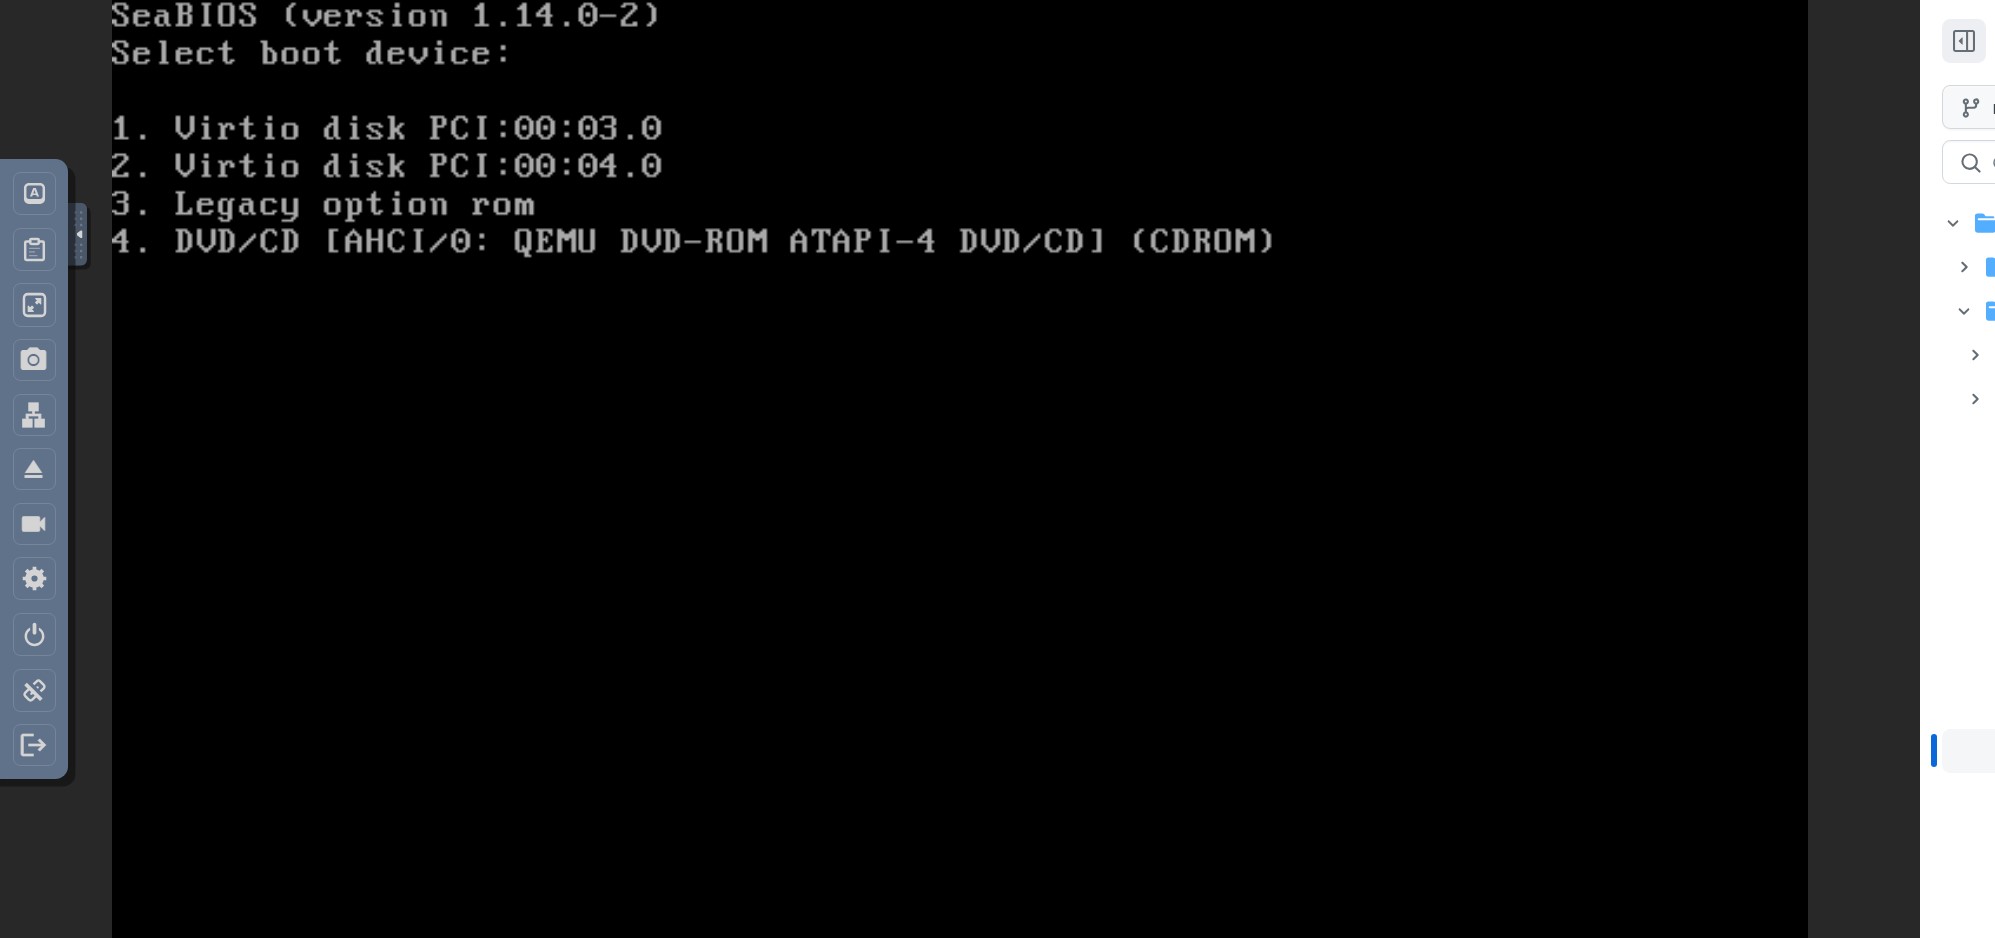 SeaBIOS (version 1.14.0-2)
Select boot device:
1. Virtio disk PCI:00:03.0
2. Virtio disk PCI:00:04.0
3. Legacy option rom
4. DVD/CD [AHCI/0: QEMU DVD-ROM ATAPI-4 DVD/CD] (CDROM)
A